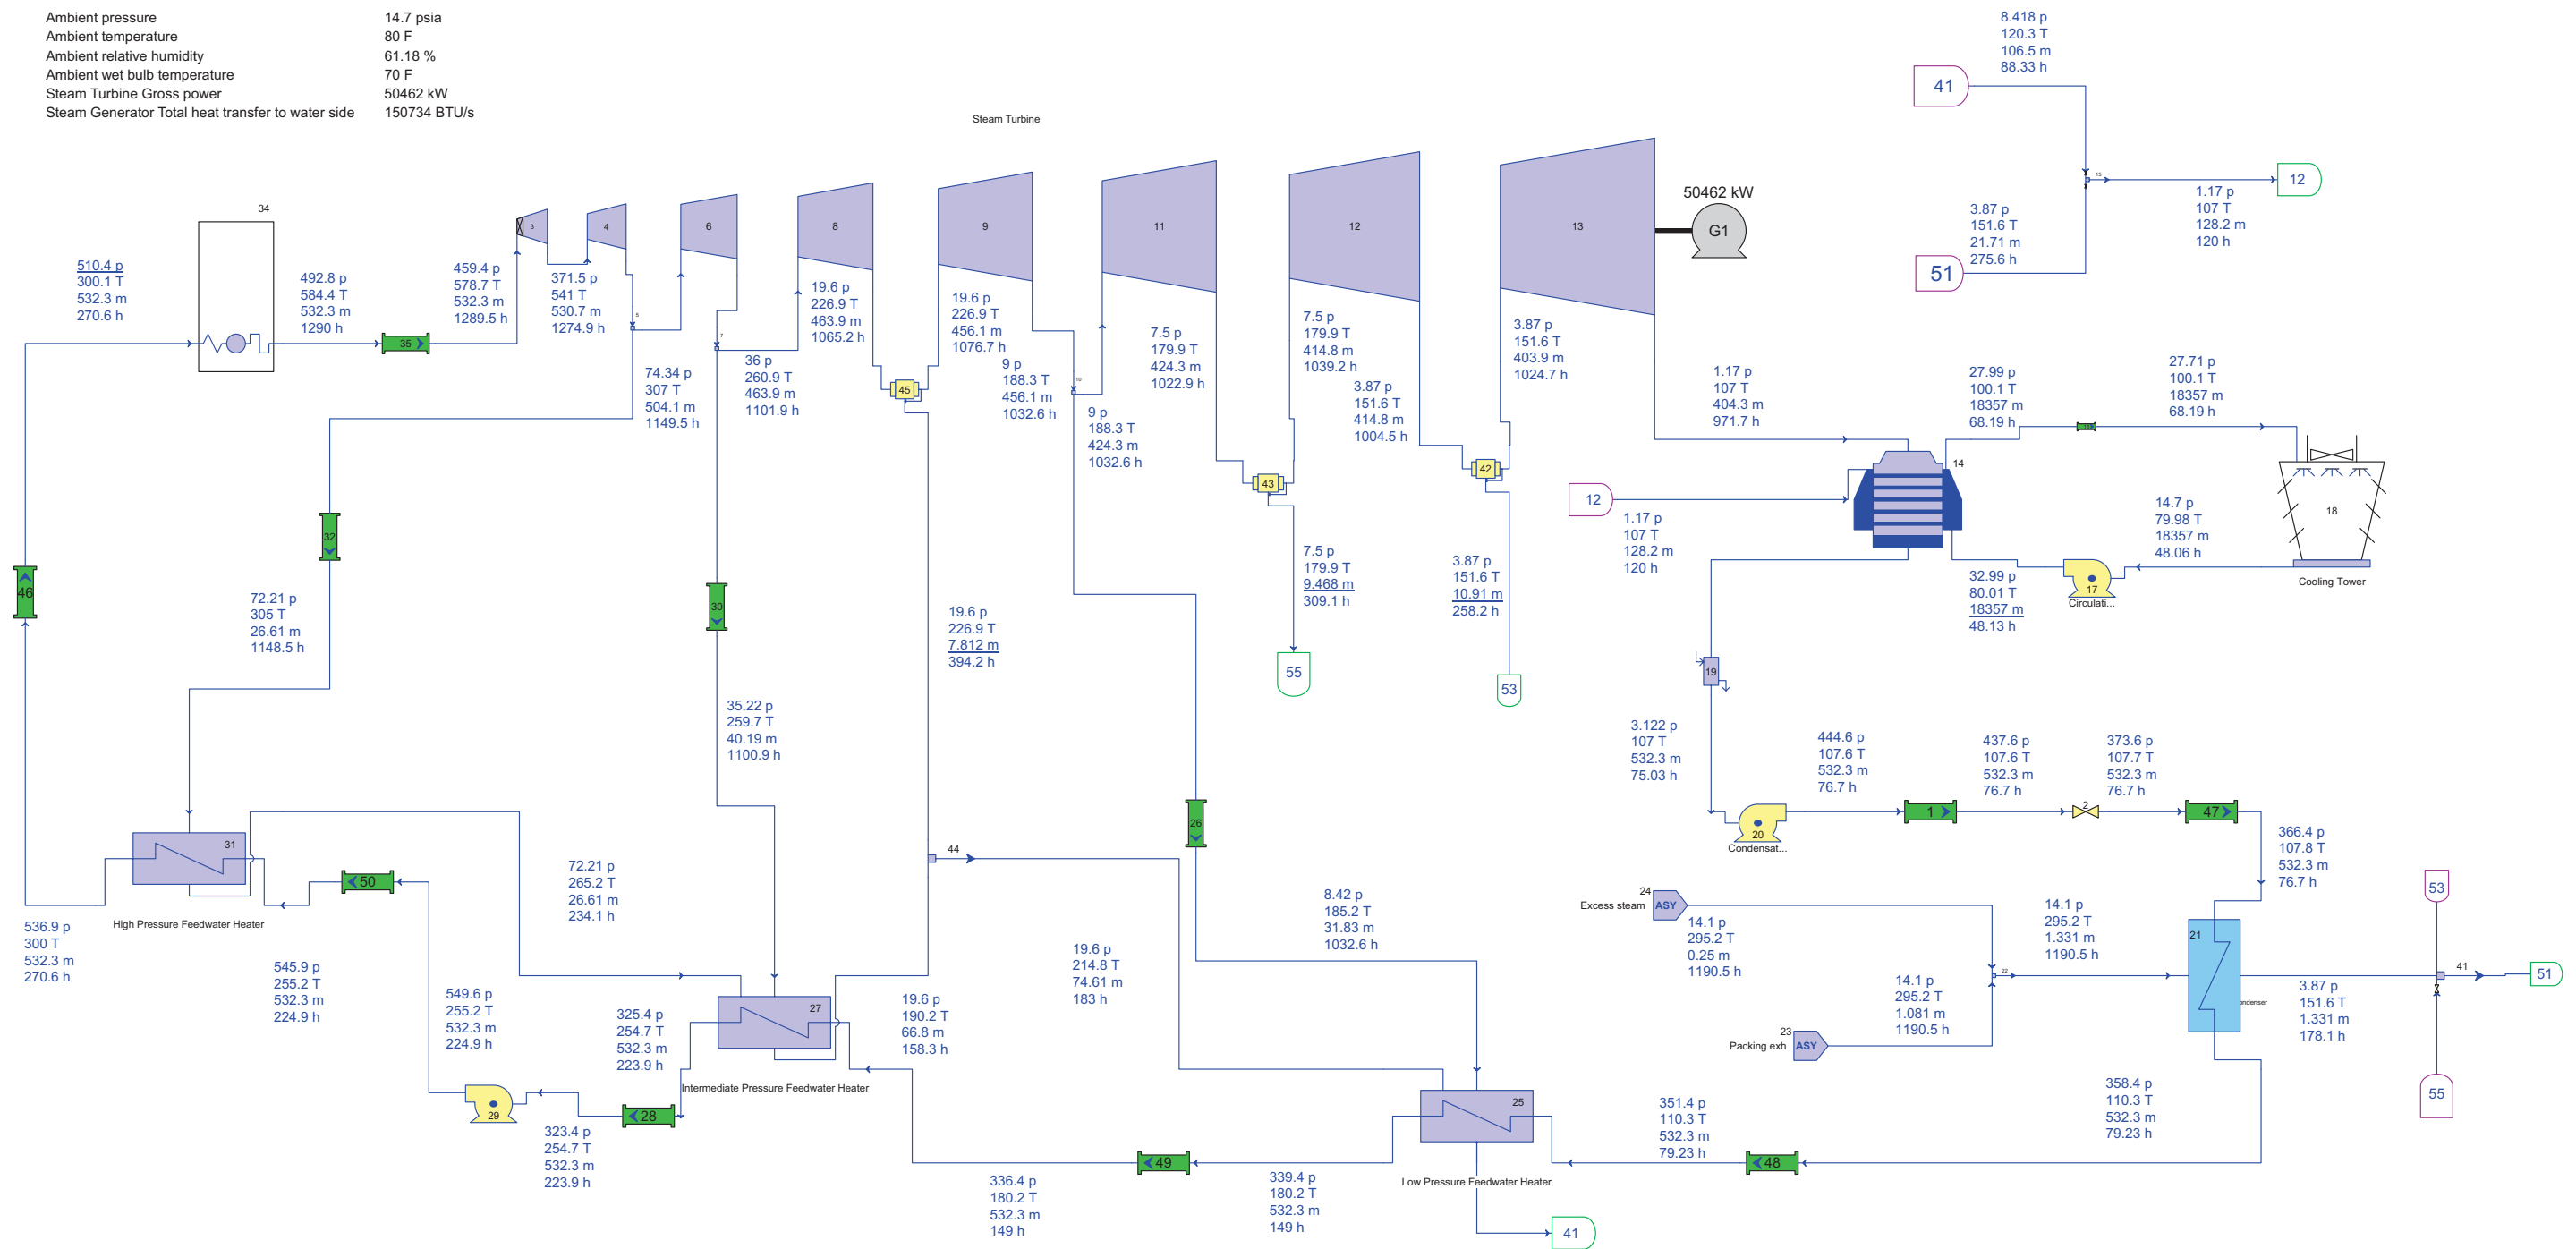 Ambient pressure 14.7 psia
Ambient temperature 80 F
Ambient relative humidity 61.18 %
Ambient wet bulb temperature 70 F
Steam Turbine Gross power 50462 kW
Steam Generator Total heat transfer to water side 150734 BTU/s
Steam Turbine
34
510.4 p
300.1 T
532.3 m
270.6 h
492.8 p
584.4 T
532.3 m
1290 h
35
459.4 p
578.7 T
532.3 m
1289.5 h
3
371.5 p
541 T
530.7 m
1274.9 h
4
5
74.34 p
307 T
504.1 m
1149.5 h
6
7
36 p
260.9 T
463.9 m
1101.9 h
8
19.6 p
226.9 T
463.9 m
1065.2 h
45
9
19.6 p
226.9 T
456.1 m
1076.7 h
9 p
188.3 T
456.1 m
1032.6 h
10
9 p
188.3 T
424.3 m
1032.6 h
11
7.5 p
179.9 T
424.3 m
1022.9 h
43
12
7.5 p
179.9 T
414.8 m
1039.2 h
3.87 p
151.6 T
414.8 m
1004.5 h
42
13
3.87 p
151.6 T
403.9 m
1024.7 h
50462 kW
G1
1.17 p
107 T
404.3 m
971.7 h
8.418 p
120.3 T
106.5 m
88.33 h
41
15
12
1.17 p
107 T
128.2 m
120 h
3.87 p
151.6 T
21.71 m
275.6 h
51
14
27.99 p
100.1 T
18357 m
68.19 h
27.71 p
100.1 T
18357 m
68.19 h
18
Cooling Tower
14.7 p
79.98 T
18357 m
48.06 h
17
Circulati...
32.99 p
80.01 T
18357 m
48.13 h
12
1.17 p
107 T
128.2 m
120 h
19
3.122 p
107 T
532.3 m
75.03 h
20
Condensat...
444.6 p
107.6 T
532.3 m
76.7 h
1
437.6 p
107.6 T
532.3 m
76.7 h
2
373.6 p
107.7 T
532.3 m
76.7 h
47
366.4 p
107.8 T
532.3 m
76.7 h
32
72.21 p
305 T
26.61 m
1148.5 h
46
30
35.22 p
259.7 T
40.19 m
1100.9 h
19.6 p
226.9 T
7.812 m
394.2 h
7.5 p
179.9 T
9.468 m
309.1 h
55
3.87 p
151.6 T
10.91 m
258.2 h
53
26
44
31
High Pressure Feedwater Heater
536.9 p
300 T
532.3 m
270.6 h
50
545.9 p
255.2 T
532.3 m
224.9 h
549.6 p
255.2 T
532.3 m
224.9 h
72.21 p
265.2 T
26.61 m
234.1 h
29
323.4 p
254.7 T
532.3 m
223.9 h
28
325.4 p
254.7 T
532.3 m
223.9 h
27
Intermediate Pressure Feedwater Heater
19.6 p
190.2 T
66.8 m
158.3 h
19.6 p
214.8 T
74.61 m
183 h
8.42 p
185.2 T
31.83 m
1032.6 h
336.4 p
180.2 T
532.3 m
149 h
49
339.4 p
180.2 T
532.3 m
149 h
25
Low Pressure Feedwater Heater
41
351.4 p
110.3 T
532.3 m
79.23 h
48
358.4 p
110.3 T
532.3 m
79.23 h
24
Excess steam
ASY
14.1 p
295.2 T
0.25 m
1190.5 h
23
Packing exh
ASY
14.1 p
295.2 T
1.081 m
1190.5 h
22
14.1 p
295.2 T
1.331 m
1190.5 h
21
ndenser
3.87 p
151.6 T
1.331 m
178.1 h
53
41
51
55